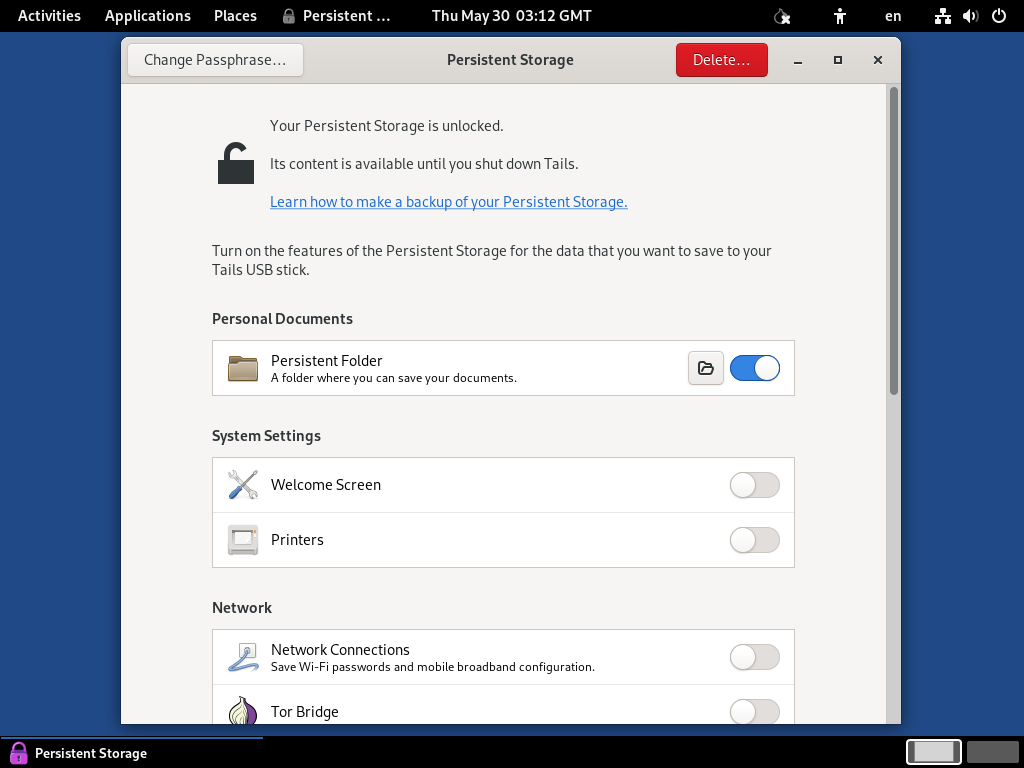 Activities Applications Places Persistent ... Thu May 30 03:12 GMT en
Change Passphrase... Persistent Storage Delete...
Your Persistent Storage is unlocked.
Its content is available until you shut down Tails.
Learn how to make a backup of your Persistent Storage.
Turn on the features of the Persistent Storage for the data that you want to save to your
Tails USB stick.
Personal Documents
Persistent Folder
A folder where you can save your documents.
System Settings
Welcome Screen
Printers
Network
Network Connections
Save Wi-Fi passwords and mobile broadband configuration.
Tor Bridge
Persistent Storage